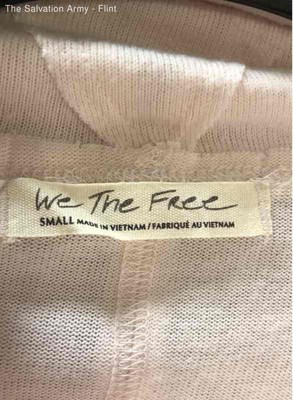 The Salvation Army - Flint
We The Free
SMALL MADE IN VIETNAM / FABRIQUÉ AU VIETNAM